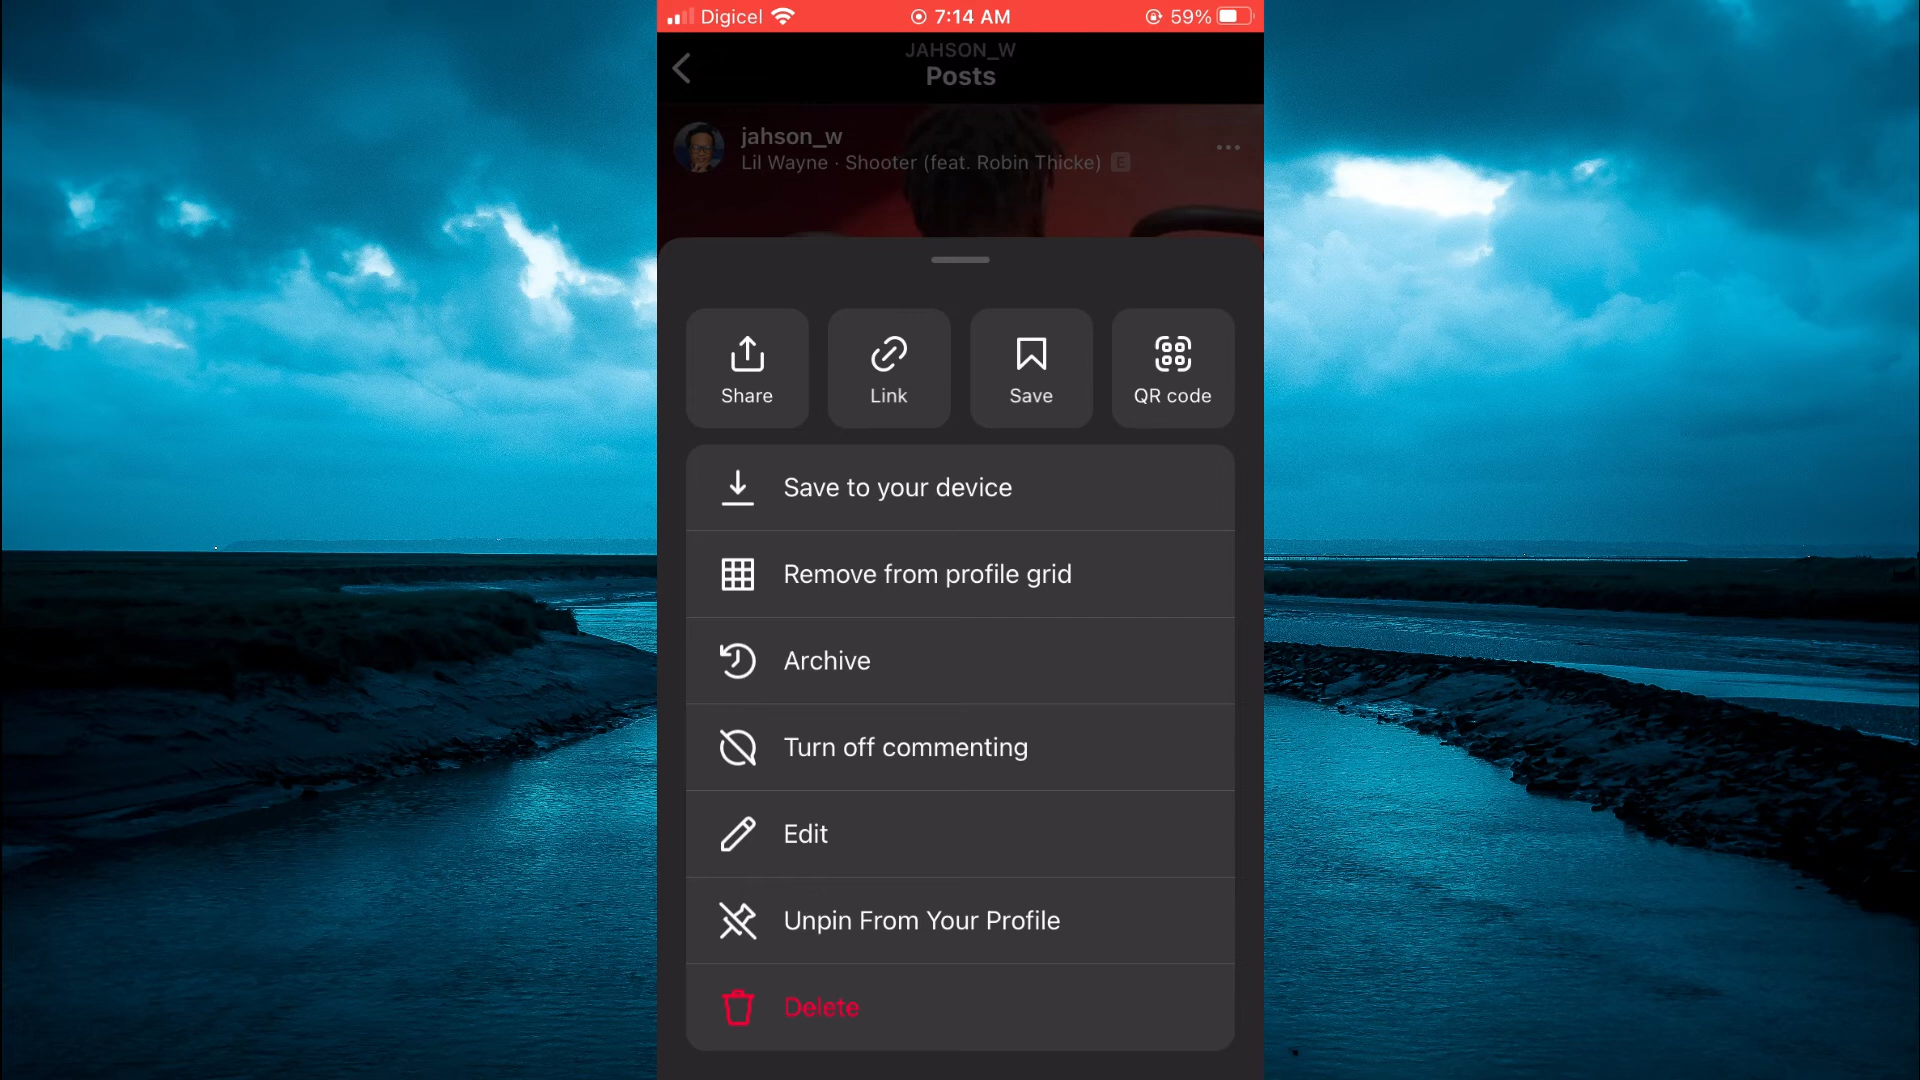 Digicel 7:14 AM 59%
JAHSON_W
Posts
jahson_w
Lil Wayne · Shooter (feat. Robin Thicke) E
Share Link Save QR code
Save to your device
Remove from profile grid
Archive
Turn off commenting
Edit
Unpin From Your Profile
Delete